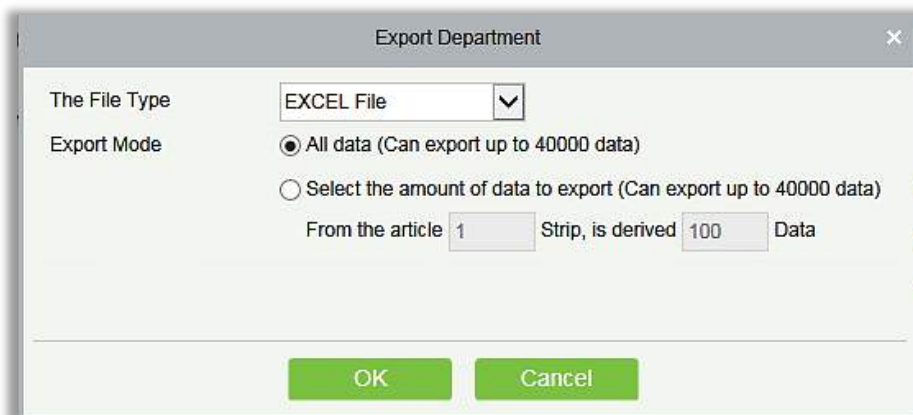 Export Department
The File Type EXCEL File
Export Mode All data (Can export up to 40000 data)
Select the amount of data to export (Can export up to 40000 data)
From the article 1 Strip, is derived 100 Data
OK Cancel